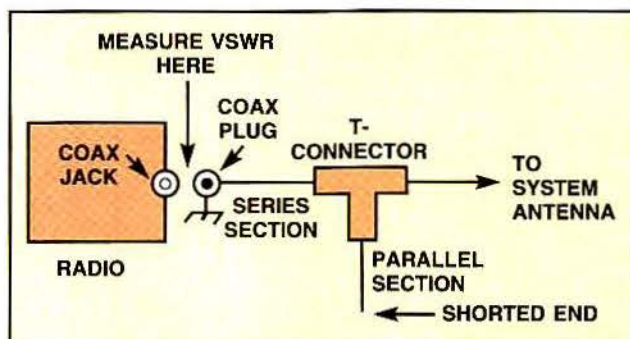 MEASURE VSWR
HERE
COAX
PLUG
T-
CONNECTOR
COAX
JACK
TO
SYSTEM
ANTENNA
SERIES
SECTION
RADIO
PARALLEL
SECTION
SHORTED END